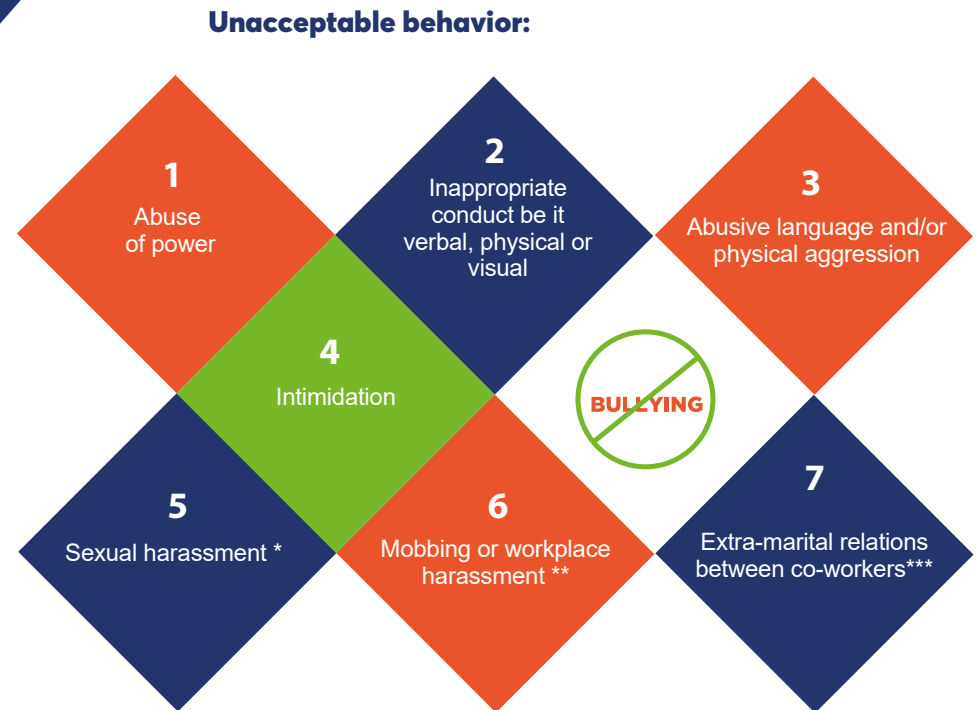 Unacceptable behavior:
1
Abuse
of power
2
Inappropriate
conduct be it
verbal, physical or
visual
3
Abusive language and/or
physical aggression
4
Intimidation
BULLYING
5
Sexual harassment *
6
Mobbing or workplace
harassment **
7
Extra-marital relations
between co-workers***